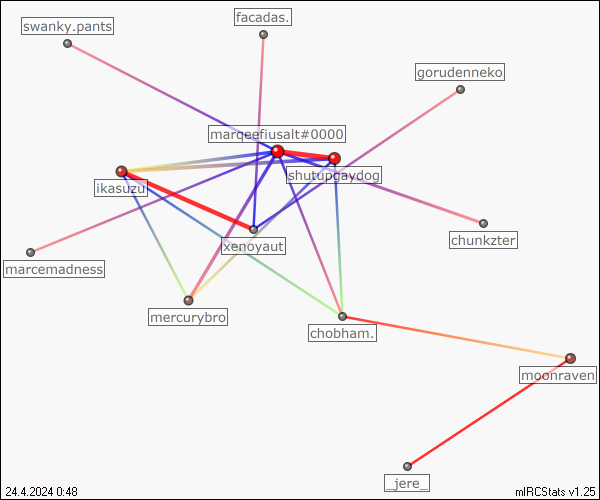 facadas.
swanky.pants
gorudenneko
marqeefiusalt#0000
shutupgaydog
ikasuzu
xenoyaut
chunkzter
marcemadness
mercurybro
chobham.
moonraven
_jere_
24.4.2024 0:48
mIRCStats v1.25